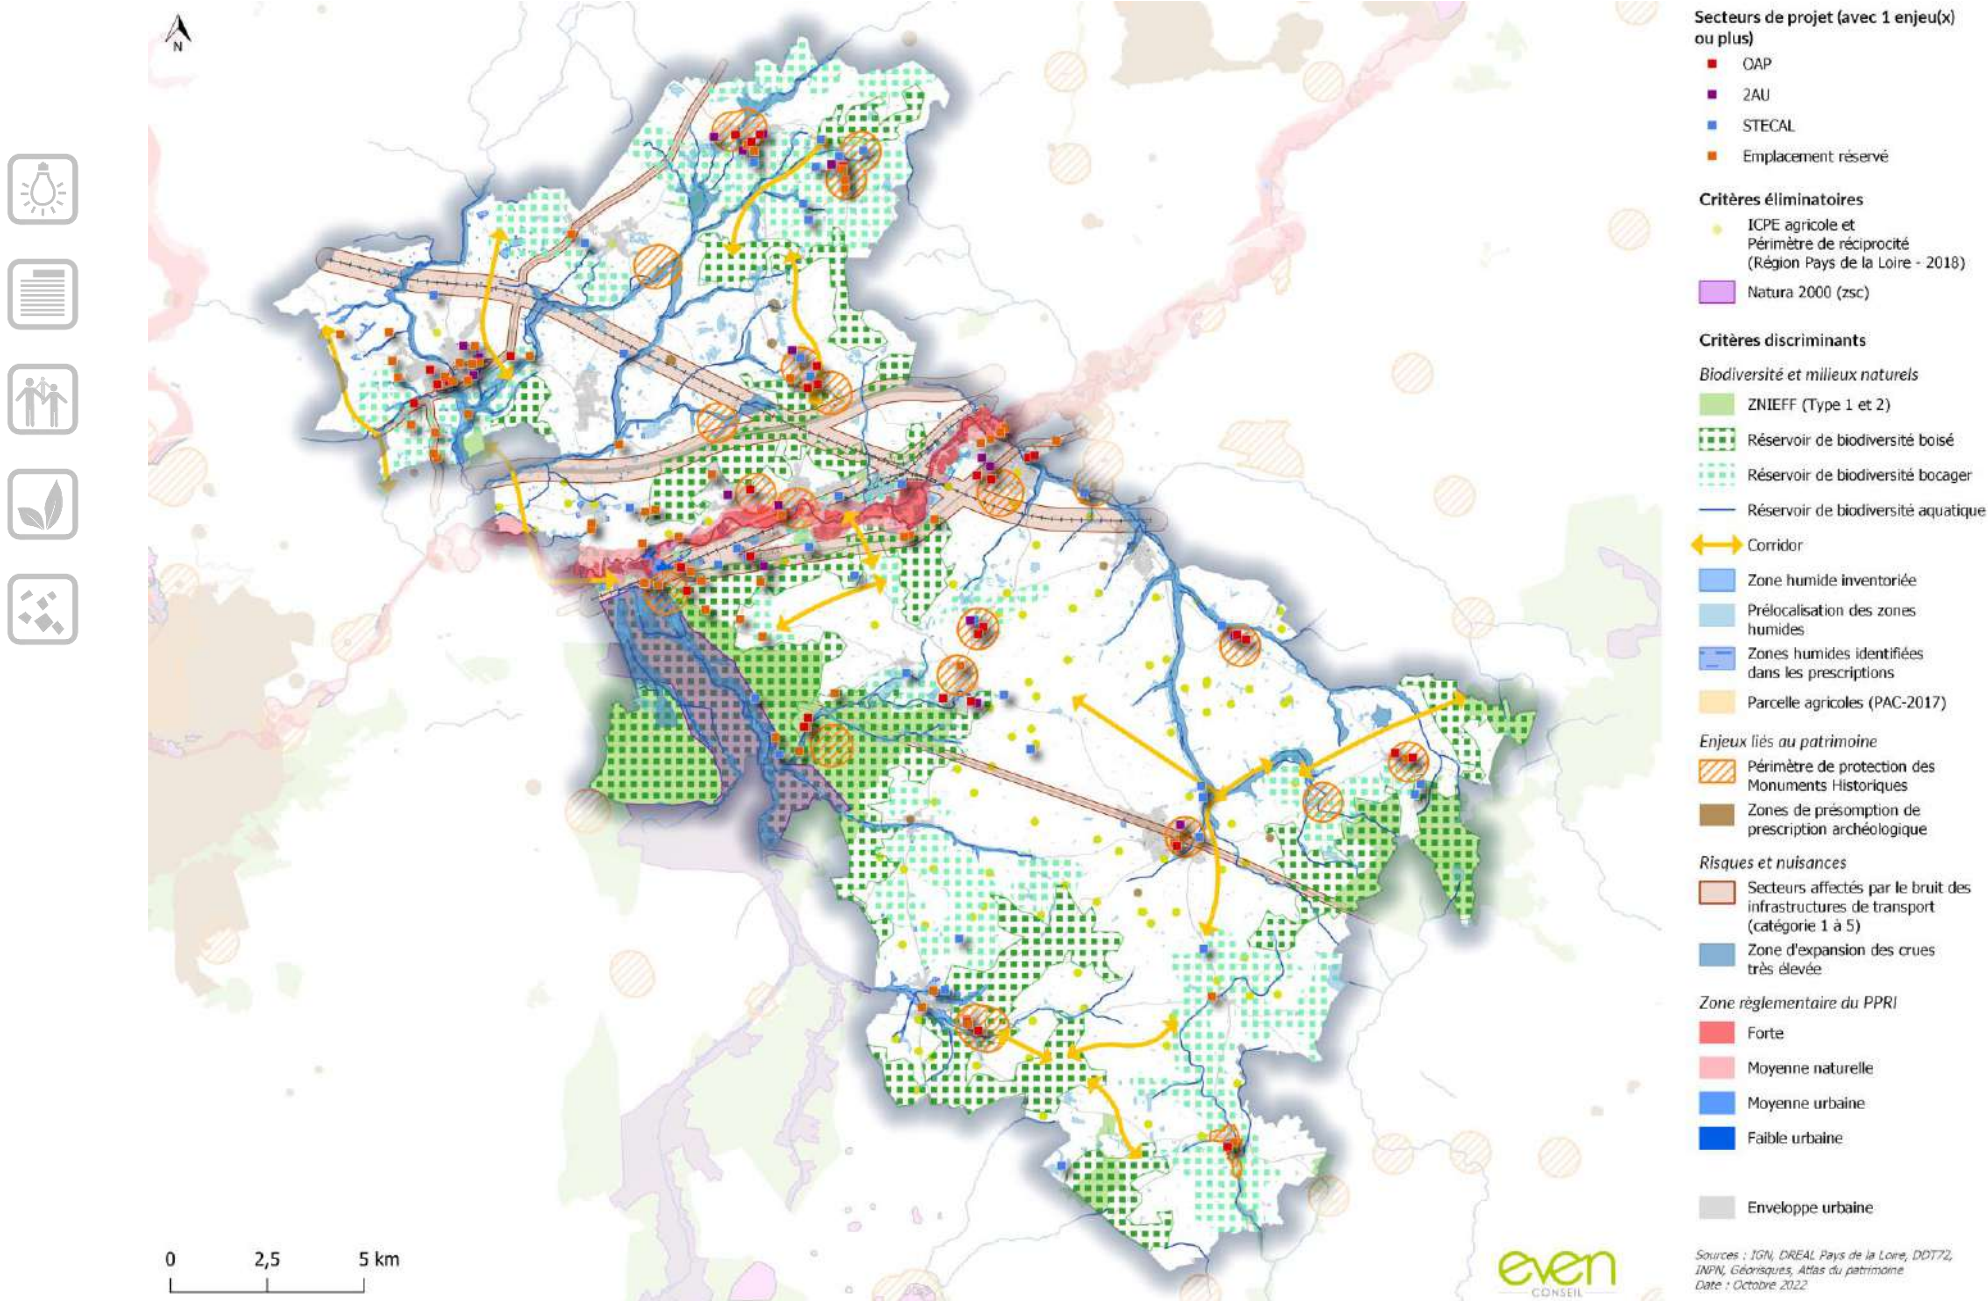 N
Secteurs de projet (avec 1 enjeu(x)
ou plus)
OAP
2AU
STECAL
Emplacement réservé
Critères éliminatoires
ICPE agricole et
Périmètre de réciprocité
(Région Pays de la Loire - 2018)
Natura 2000 (zsc)
Critères discriminants
Biodiversité et milieux naturels
ZNIEFF (Type 1 et 2)
Réservoir de biodiversité boisé
Réservoir de biodiversité bocager
Réservoir de biodiversité aquatique
Corridor
Zone humide inventoriée
Prélocalisation des zones
humides
Zones humides identifiées
dans les prescriptions
Parcelle agricoles (PAC-2017)
Enjeux liés au patrimoine
Périmètre de protection des
Monuments Historiques
Zones de présomption de
prescription archéologique
Risques et nuisances
Secteurs affectés par le bruit des
infrastructures de transport
(catégorie 1 à 5)
Zone d'expansion des crues
très élevée
Zone règlementaire du PPRI
Forte
Moyenne naturelle
Moyenne urbaine
Faible urbaine
Enveloppe urbaine
0 2,5 5 km
even
CONSEIL
Sources : IGN, DREAL Pays de la Loire, DDT72,
INPN, Géorisques, Atlas du patrimoine
Date : Octobre 2022